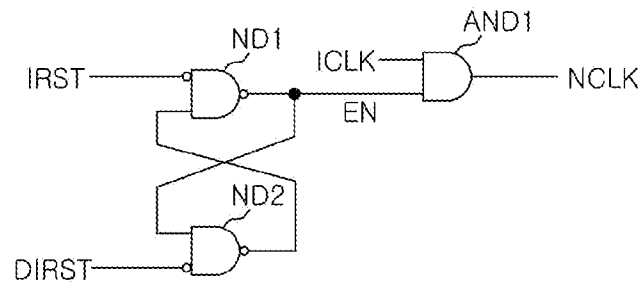 ND1
AND1
IRST
ICLK
NCLK
EN
ND2
DIRST